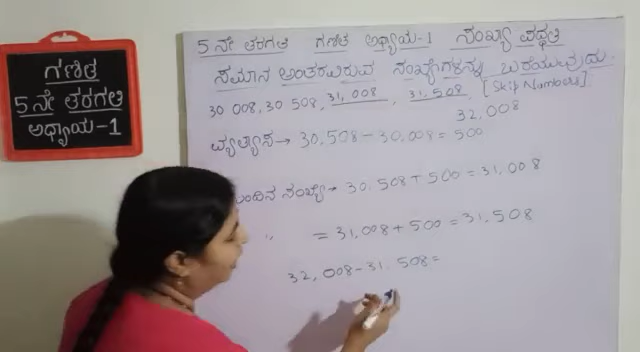 ಗಣಿತ
5 ನೇ ತರಗತಿ
ಅಧ್ಯಾಯ-1
5 ನೇ ತರಗತಿ ಗಣಿತ ಅಧ್ಯಾಯ-1 ಸಂಖ್ಯಾ ಪದ್ಧತಿ
ಸಮಾನ ಅಂತರವಿರುವ ಸಂಖ್ಯೆಗಳನ್ನು ಬರೆಯುವುದು.
[Skip Numbers]
30 008, 30 508, 31,008, 31,508,
32,008
ವ್ಯತ್ಯಾಸ → 30,508 - 30,008 = 500
ಸಂಖ್ಯೆ → 30,508 + 500 = 31,008
" = 31,008 + 500 = 31,508
32,008 - 31,508 =